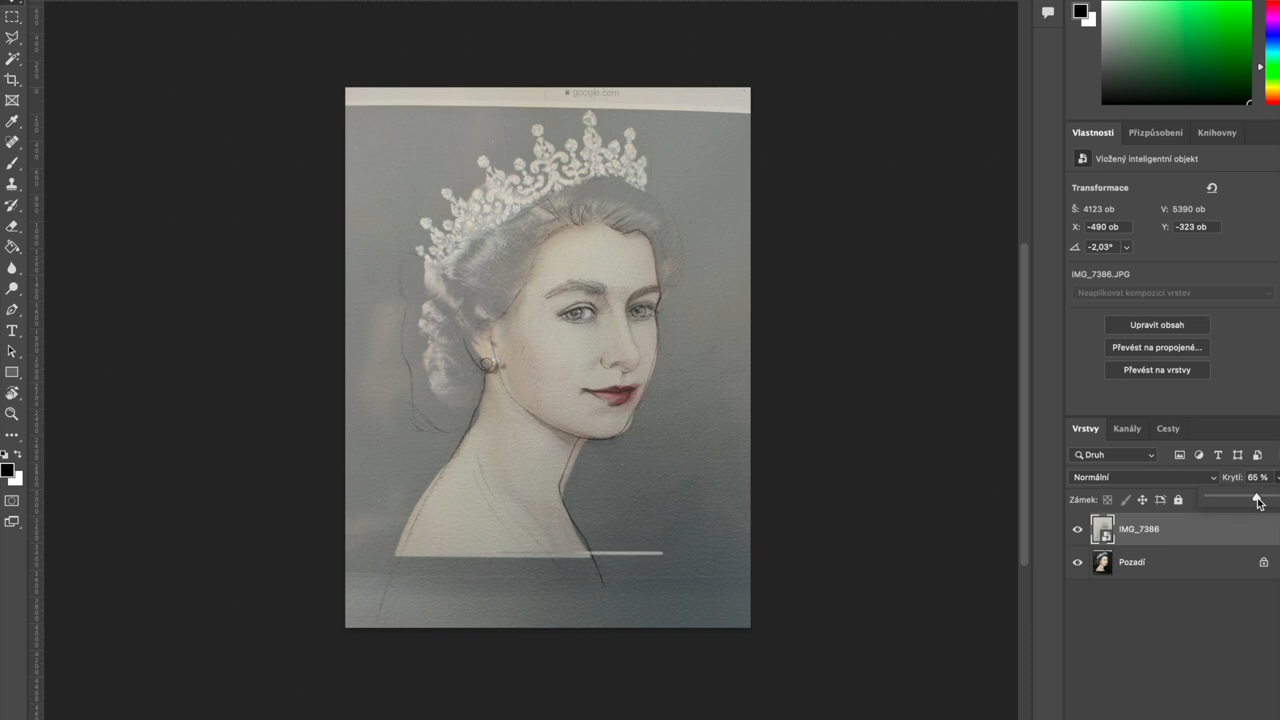 google.com
Vlastnosti Přizpůsobení Knihovny
Vložený inteligentní objekt
Transformace
Š: 4123 ob V: 5390 ob
X: -490 ob Y: -323 ob
-2,03°
IMG_7386.JPG
Neaplikovat kompozici vrstev
Upravit obsah
Převést na propojené...
Převést na vrstvy
Vrstvy Kanály Cesty
Druh
Normální Krytí: 65 %
Zámek:
IMG_7386
Pozadí